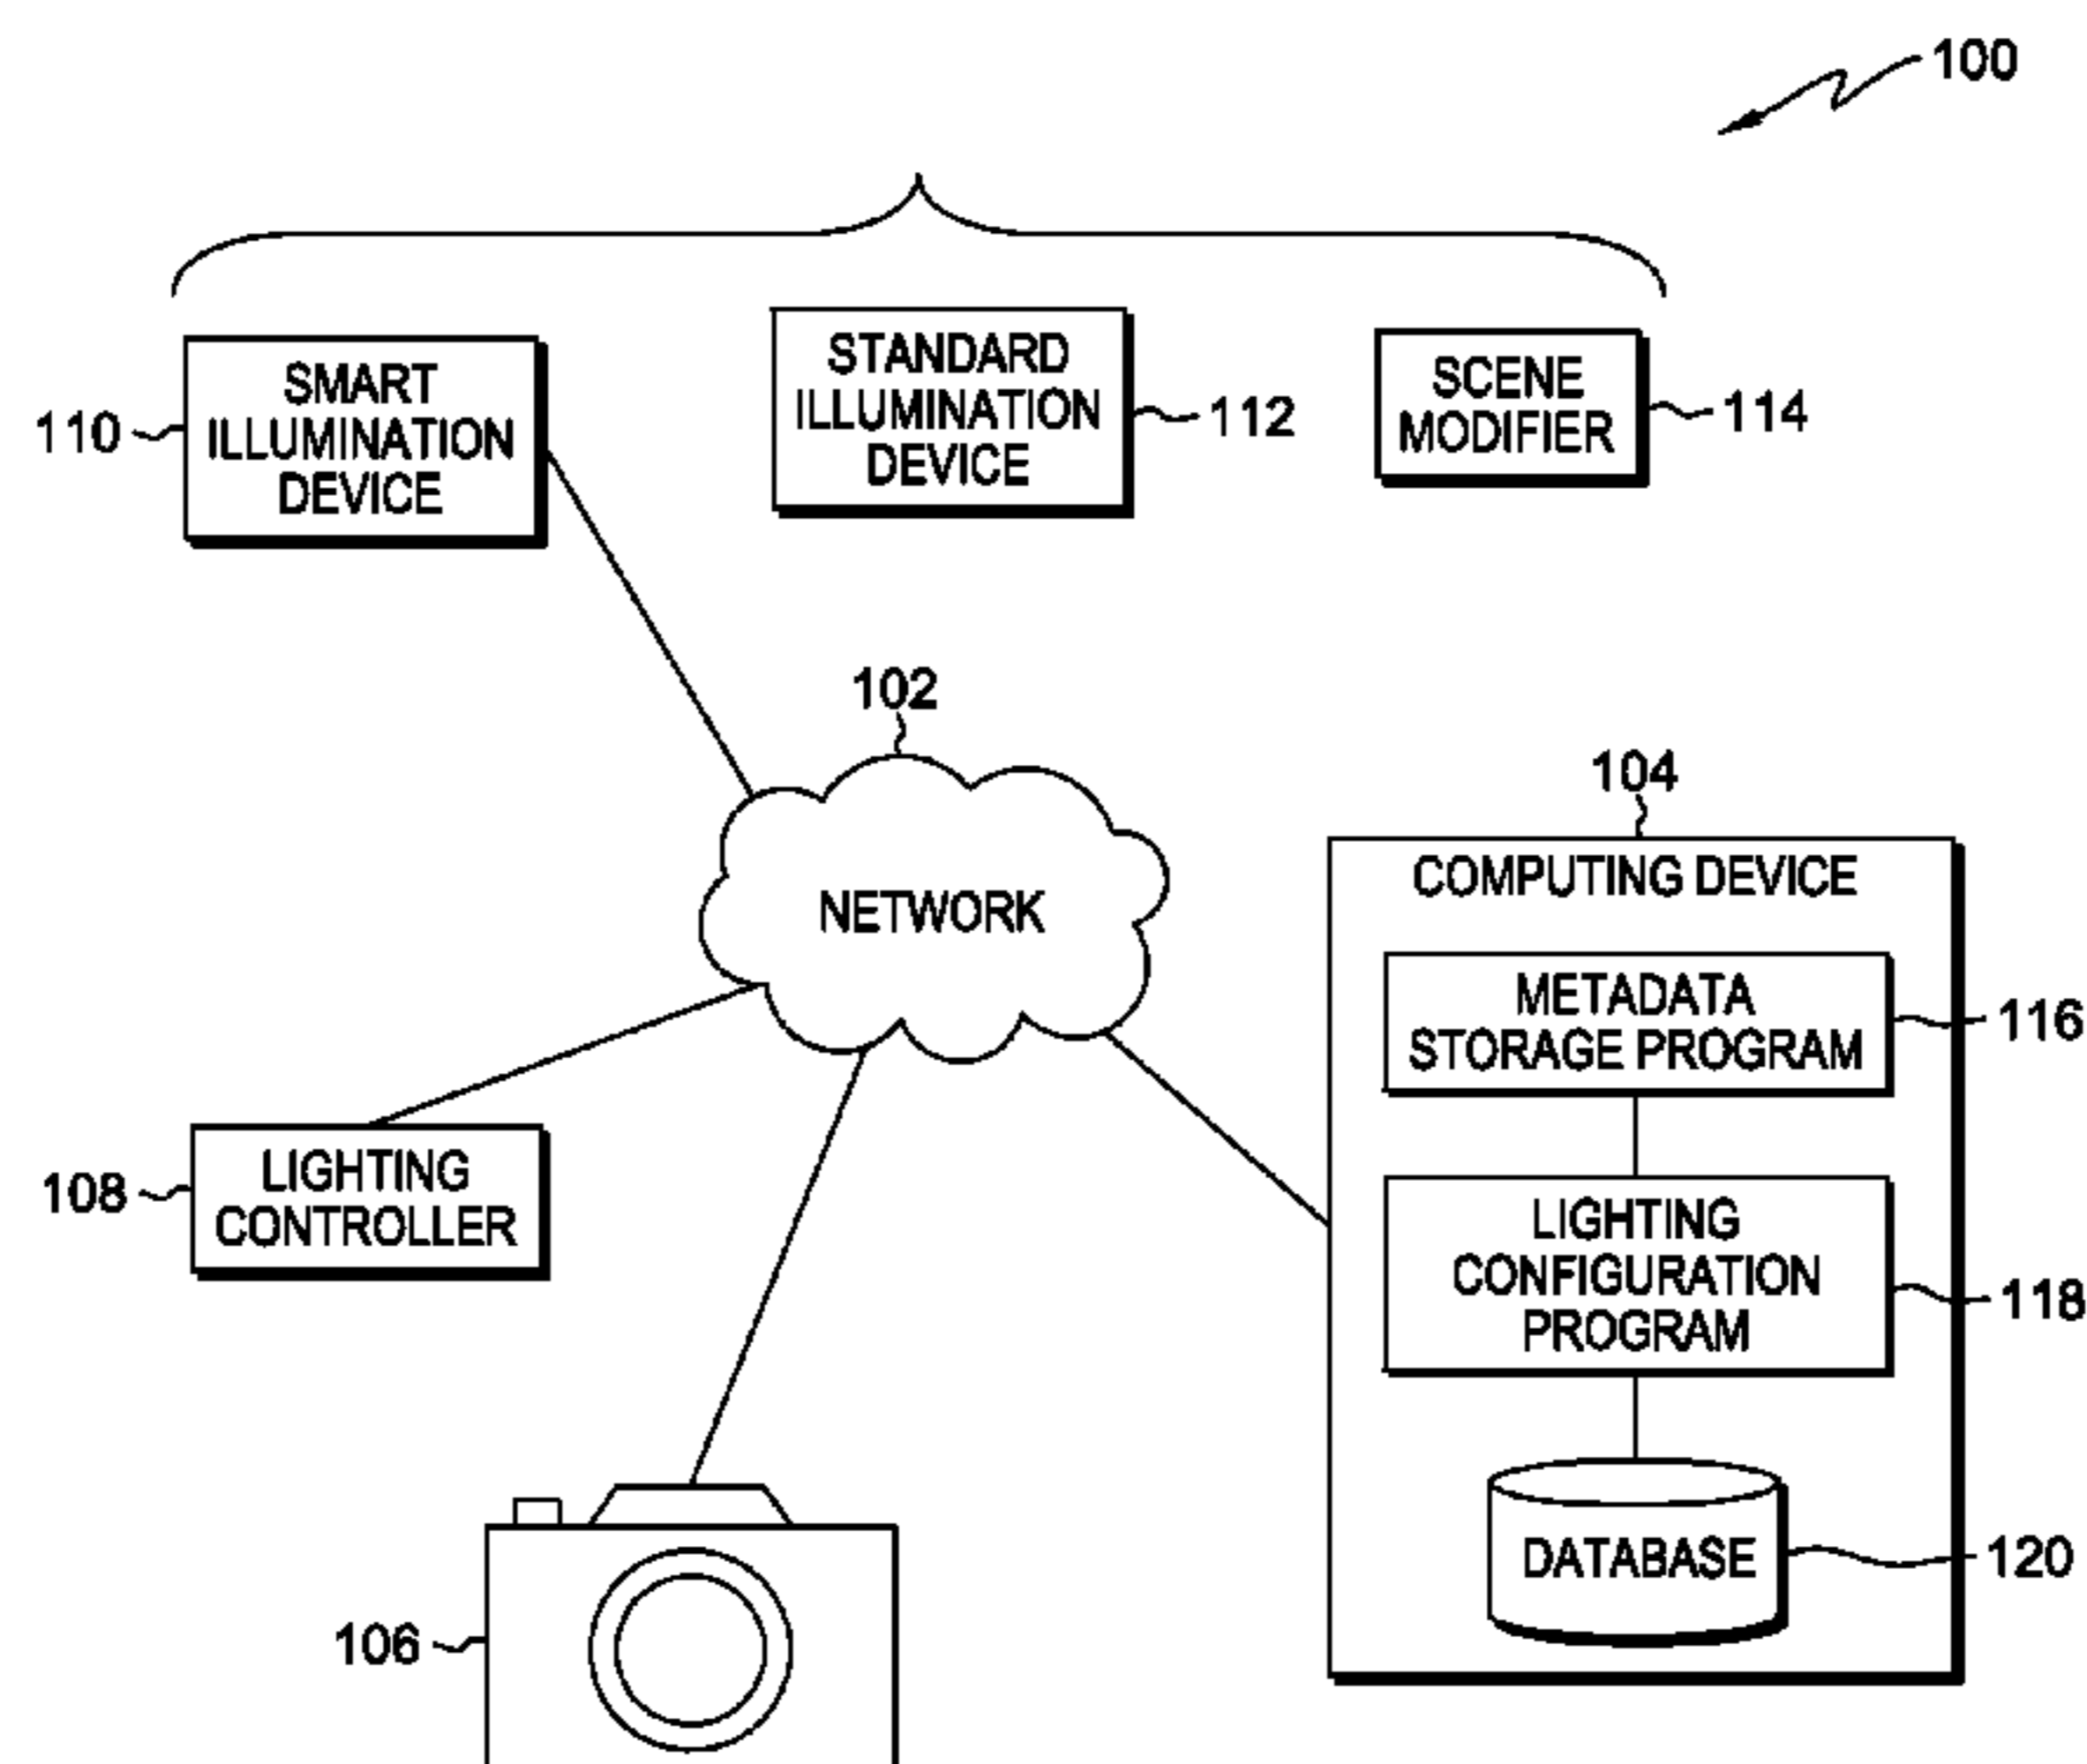 100
110
SMART
ILLUMINATION
DEVICE
STANDARD
ILLUMINATION
DEVICE
112
SCENE
MODIFIER
114
102
NETWORK
104
COMPUTING DEVICE
METADATA
STORAGE PROGRAM
116
108
LIGHTING
CONTROLLER
LIGHTING
CONFIGURATION
PROGRAM
118
DATABASE
120
106